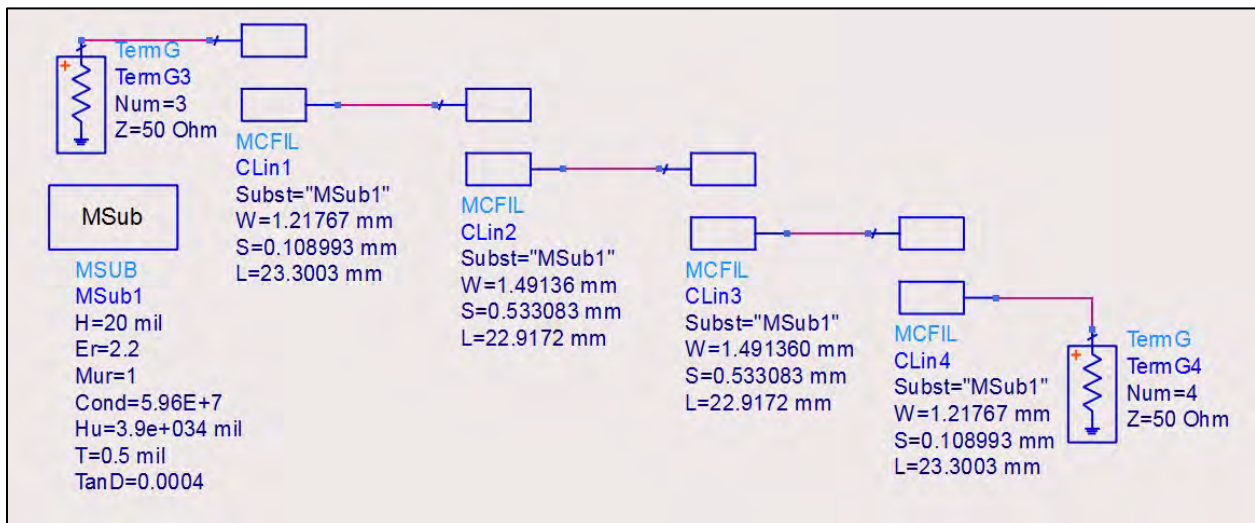 TermG
TermG3
Num=3
Z=50 Ohm
MSub
MSUB
MSub1
H=20 mil
Er=2.2
Mur=1
Cond=5.96E+7
Hu=3.9e+034 mil
T=0.5 mil
TanD=0.0004
MCFIL
CLin1
Subst="MSub1"
W=1.21767 mm
S=0.108993 mm
L=23.3003 mm
MCFIL
CLin2
Subst="MSub1"
W=1.49136 mm
S=0.533083 mm
L=22.9172 mm
MCFIL
CLin3
Subst="MSub1"
W=1.491360 mm
S=0.533083 mm
L=22.9172 mm
MCFIL
CLin4
Subst="MSub1"
W=1.21767 mm
S=0.108993 mm
L=23.3003 mm
TermG
TermG4
Num=4
Z=50 Ohm